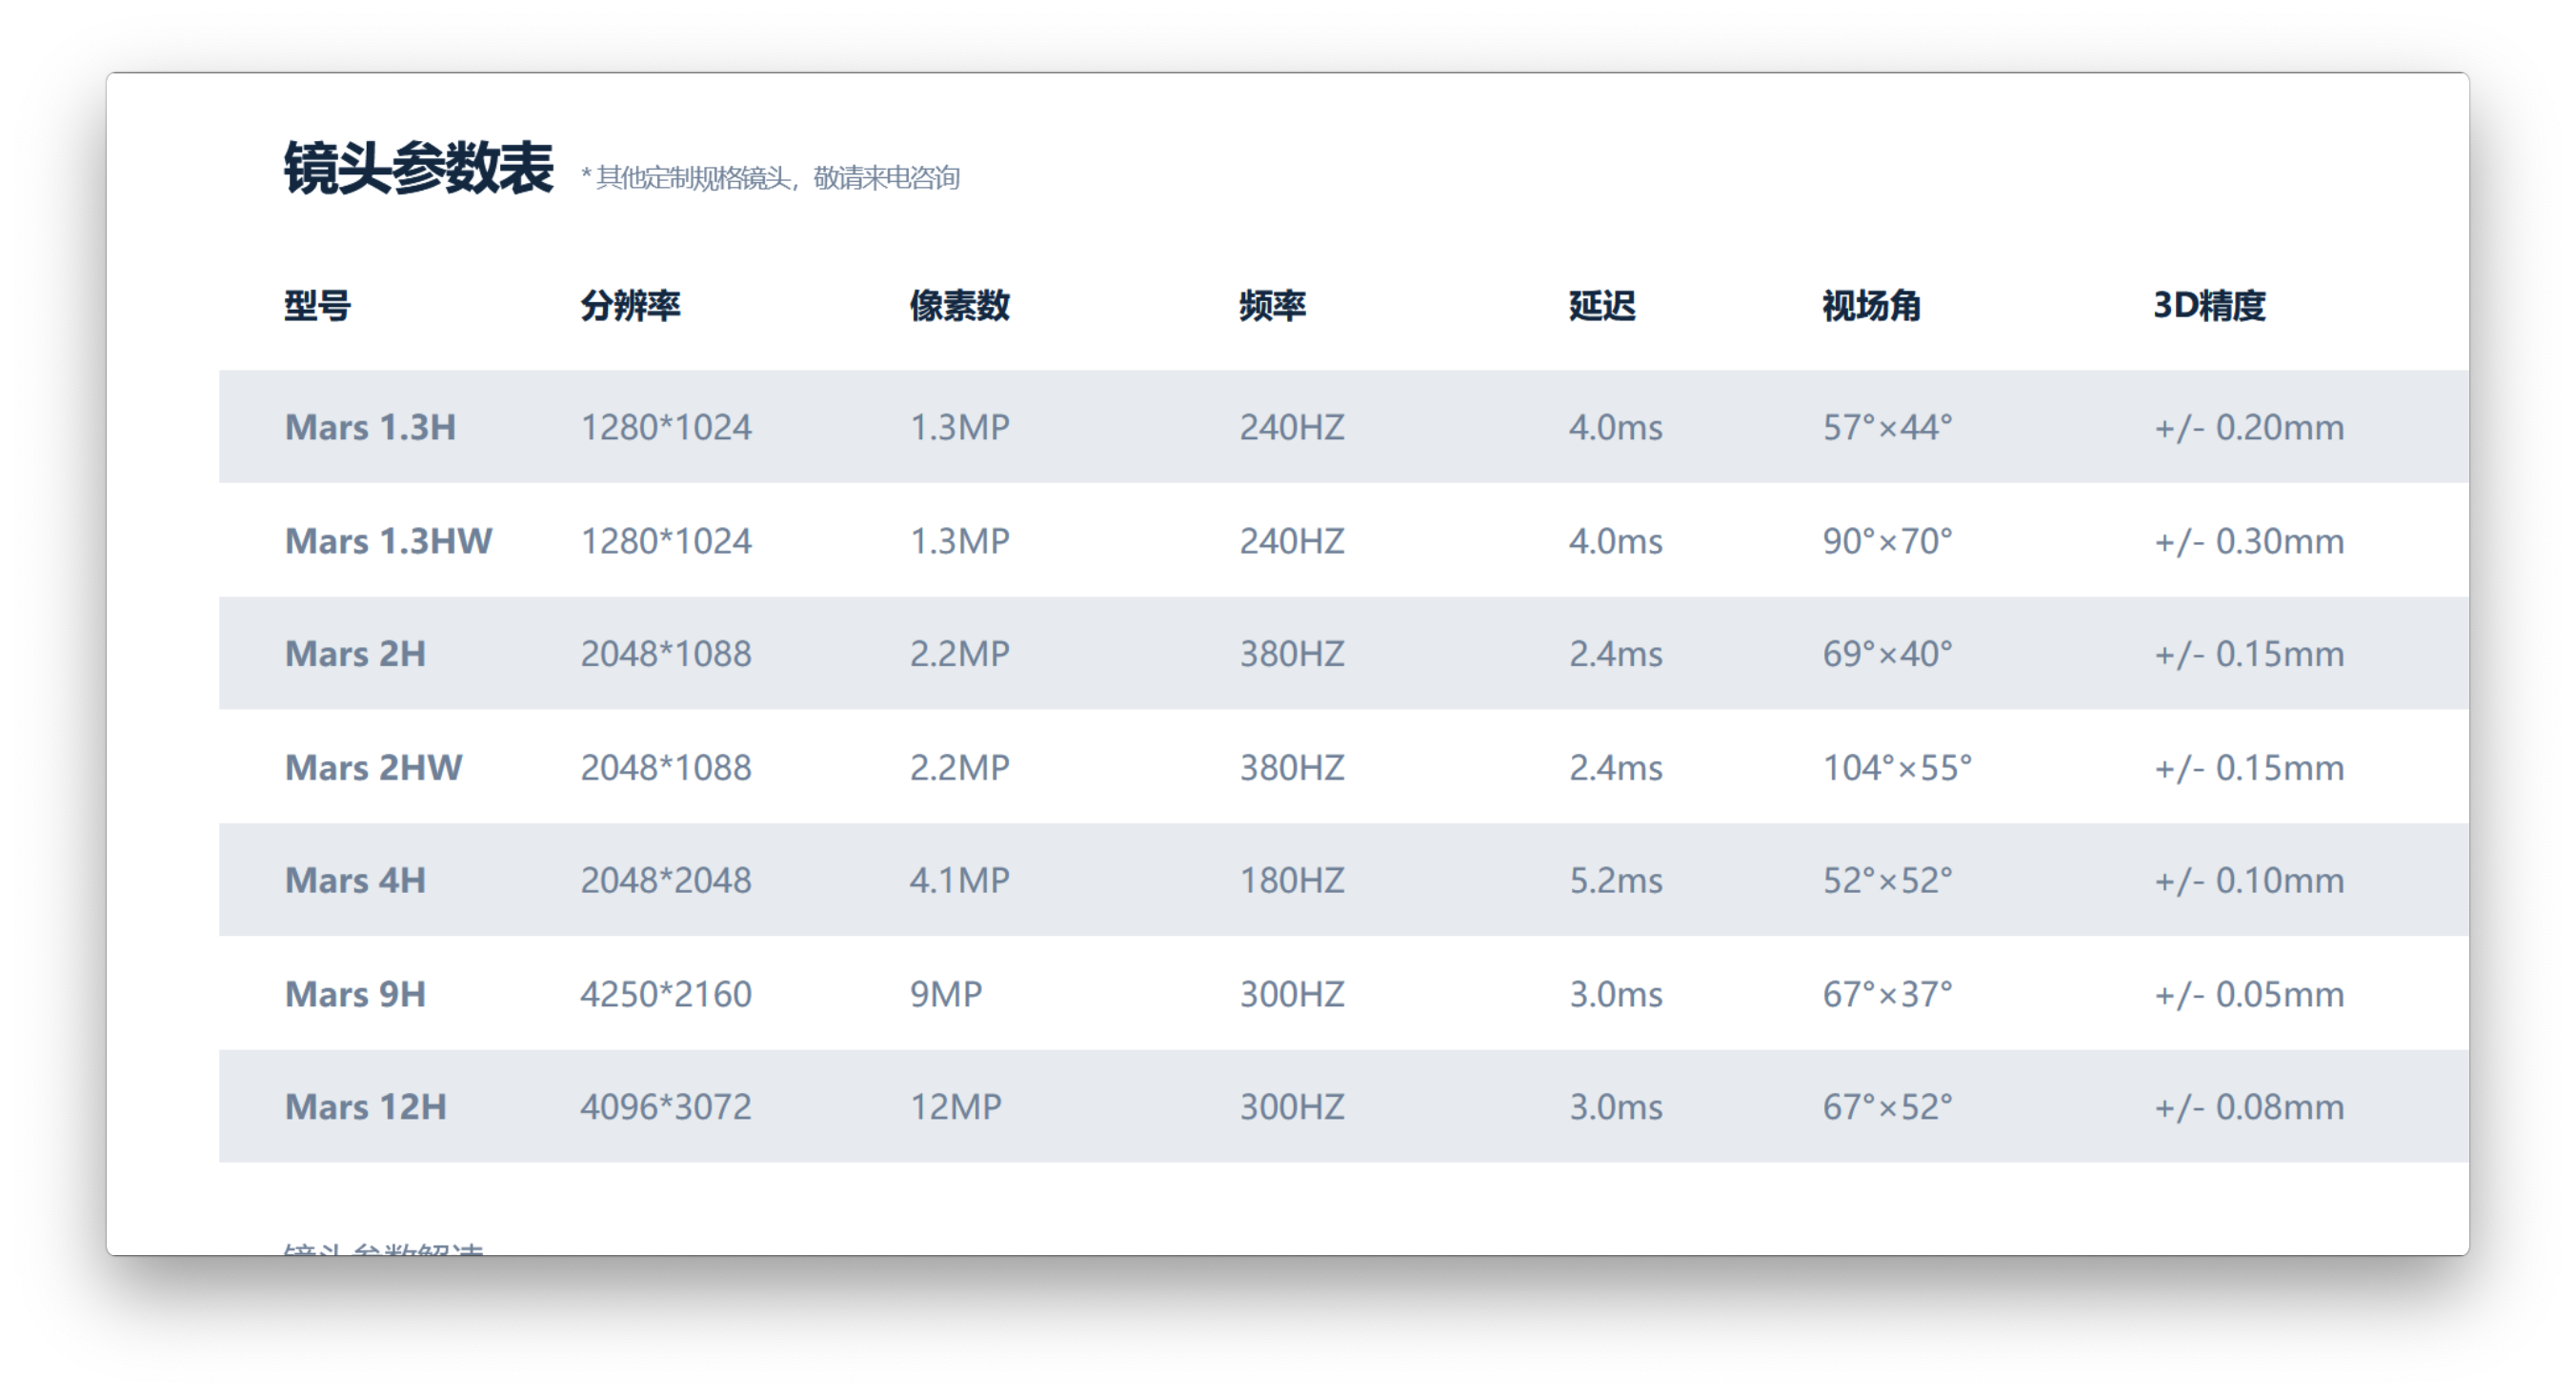 镜头参数表 * 其他定制规格镜头，敬请来电咨询
型号 分辨率 像素数 频率 延迟 视场角 3D精度
Mars 1.3H 1280*1024 1.3MP 240HZ 4.0ms 57°×44° +/- 0.20mm
Mars 1.3HW 1280*1024 1.3MP 240HZ 4.0ms 90°×70° +/- 0.30mm
Mars 2H 2048*1088 2.2MP 380HZ 2.4ms 69°×40° +/- 0.15mm
Mars 2HW 2048*1088 2.2MP 380HZ 2.4ms 104°×55° +/- 0.15mm
Mars 4H 2048*2048 4.1MP 180HZ 5.2ms 52°×52° +/- 0.10mm
Mars 9H 4250*2160 9MP 300HZ 3.0ms 67°×37° +/- 0.05mm
Mars 12H 4096*3072 12MP 300HZ 3.0ms 67°×52° +/- 0.08mm